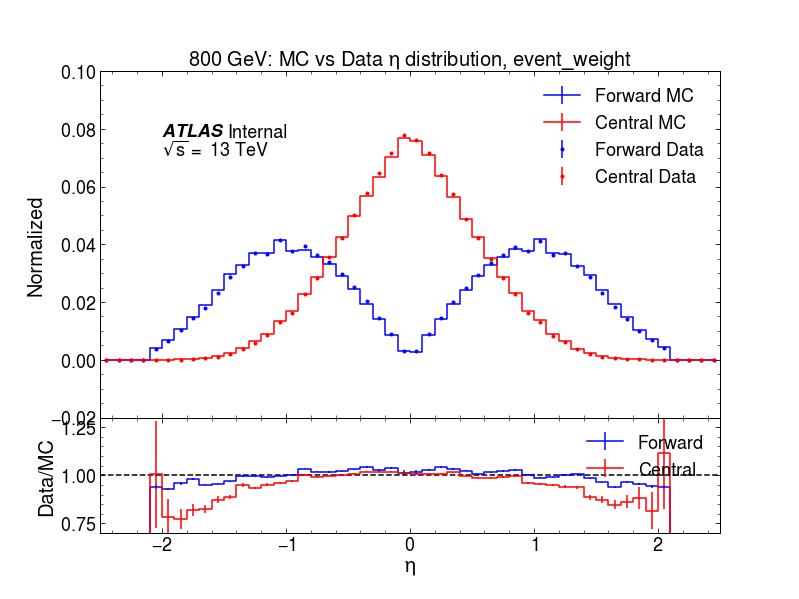 800 GeV: MC vs Data η distribution, event_weight
0.10
0.08
0.06
0.04
0.02
0.00
−0.02
Normalized
ATLAS Internal
√s = 13 TeV
Forward MC
Central MC
Forward Data
Central Data
1.25
1.00
0.75
Data/MC
Forward
Central
−2 −1 0 1 2
η